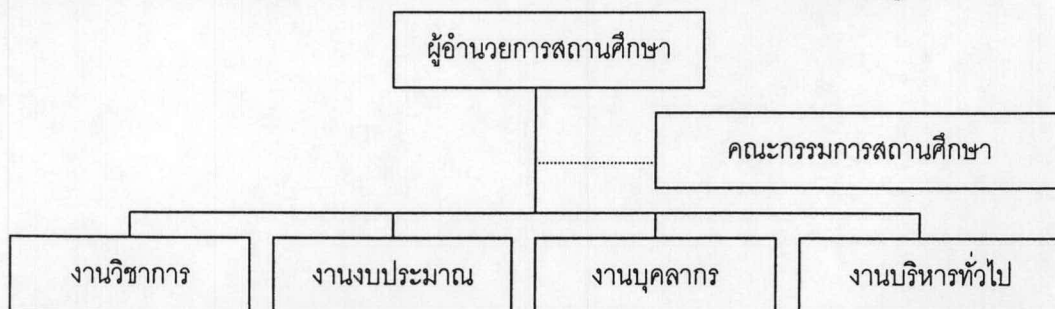 ผู้อำนวยการสถานศึกษา
คณะกรรมการสถานศึกษา
งานวิชาการ
งานงบประมาณ
งานบุคลากร
งานบริหารทั่วไป